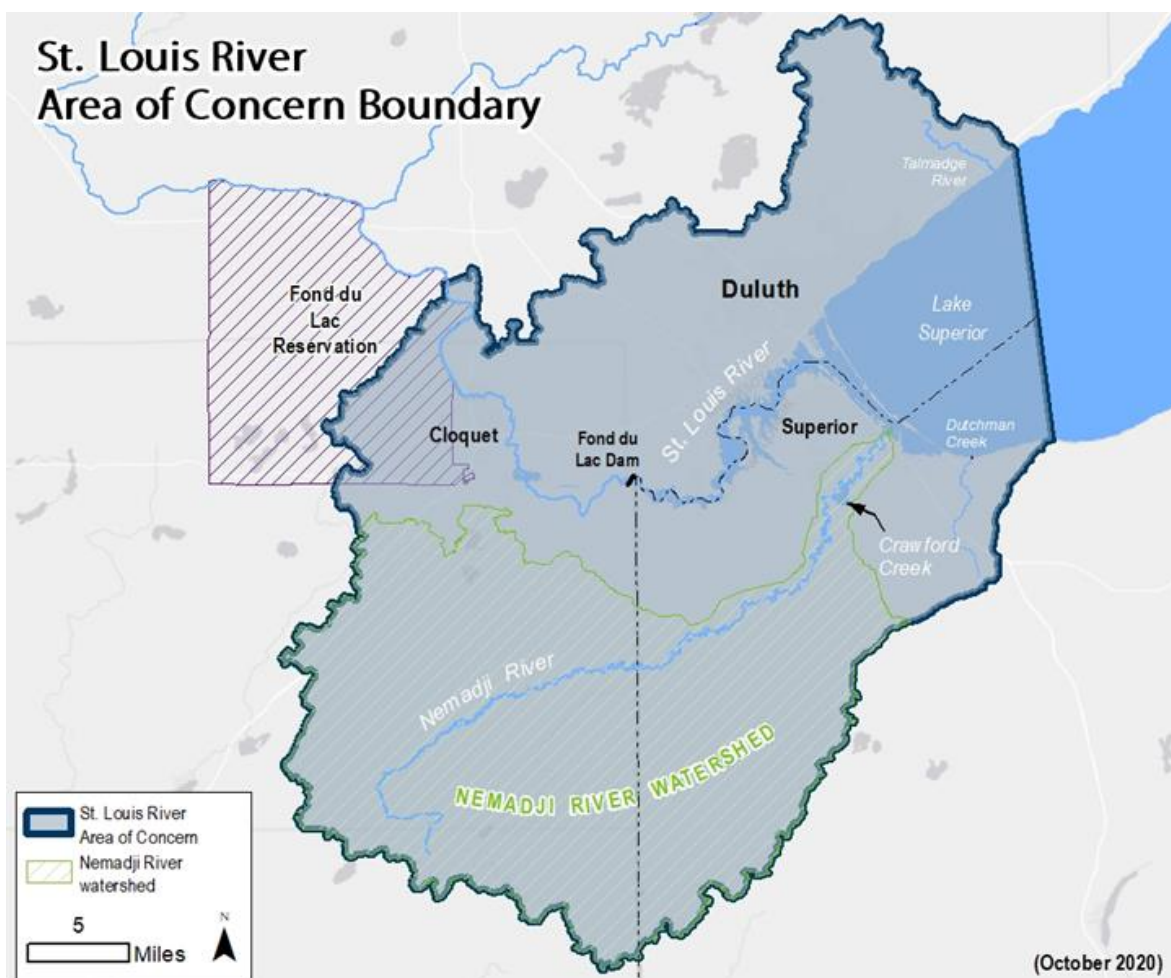 St. Louis River
Area of Concern Boundary
Talmadge
River
Fond du
Lac
Reservation
Duluth
Lake
Superior
St. Louis River
Cloquet
Fond du
Lac Dam
Superior
Dutchman
Creek
Crawford
Creek
Nemadji River
NEMADJI RIVER WATERSHED
St. Louis River
Area of Concern
Nemadji River
watershed
5
Miles
N
(October 2020)